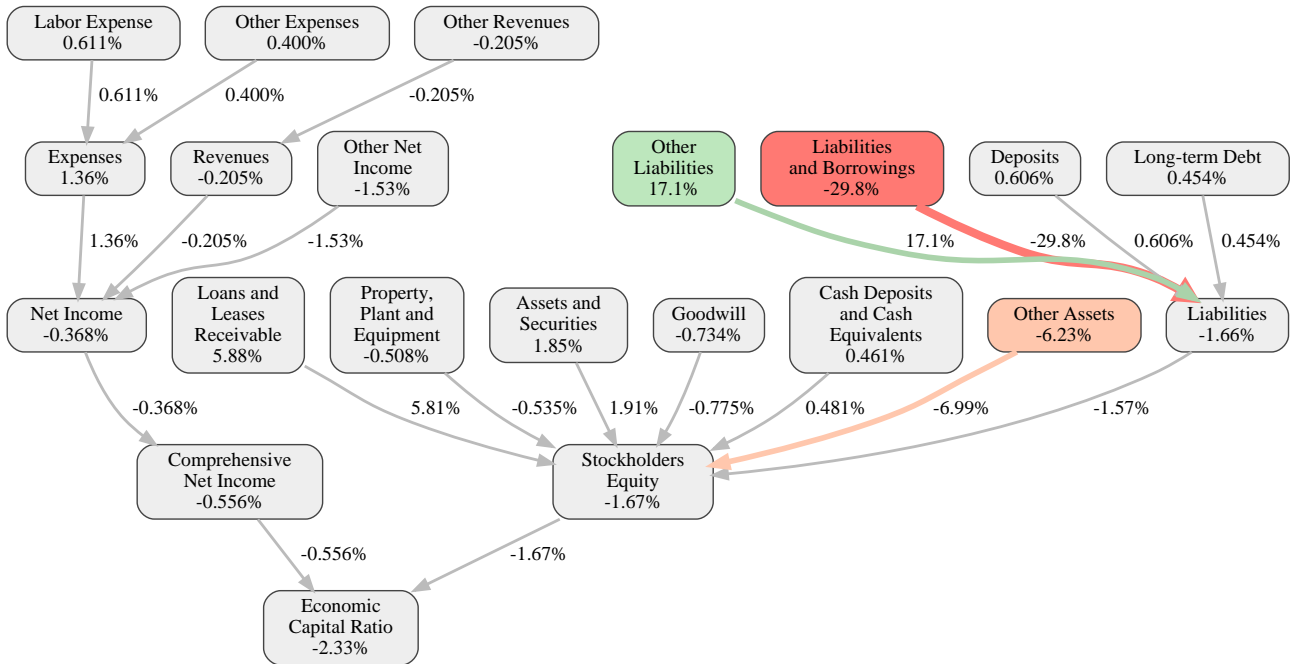 Labor Expense
0.611%
Other Expenses
0.400%
Other Revenues
-0.205%
0.611%
0.400%
-0.205%
Expenses
1.36%
Revenues
-0.205%
Other Net
Income
-1.53%
Other
Liabilities
17.1%
Liabilities
and Borrowings
-29.8%
Deposits
0.606%
Long-term Debt
0.454%
1.36%
-0.205%
-1.53%
17.1%
-29.8%
0.606%
0.454%
Net Income
-0.368%
Loans and
Leases
Receivable
5.88%
Property,
Plant and
Equipment
-0.508%
Assets and
Securities
1.85%
Goodwill
-0.734%
Cash Deposits
and Cash
Equivalents
0.461%
Other Assets
-6.23%
Liabilities
-1.66%
-0.368%
5.81%
-0.535%
1.91%
-0.775%
0.481%
-6.99%
-1.57%
Comprehensive
Net Income
-0.556%
Stockholders
Equity
-1.67%
-0.556%
-1.67%
Economic
Capital Ratio
-2.33%